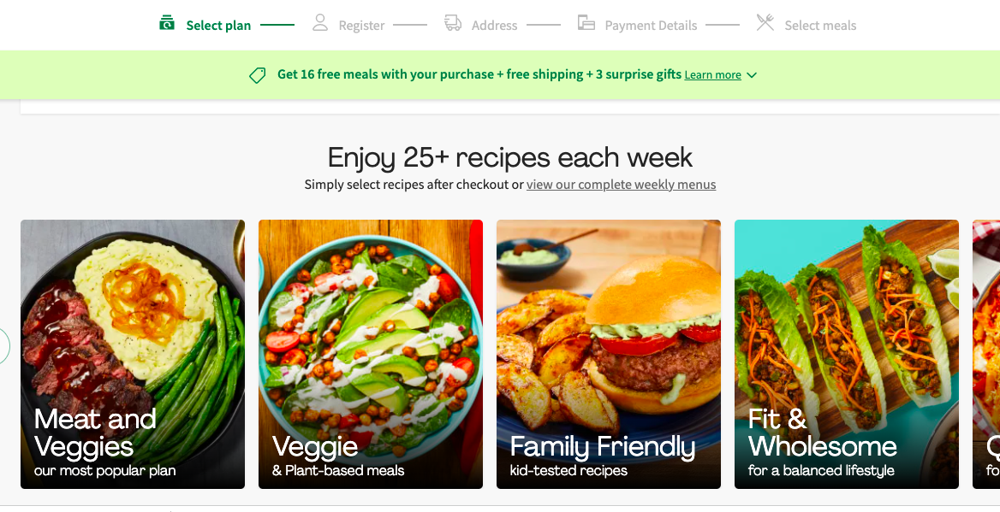 Select plan
Register
Address
Payment Details
Select meals
Get 16 free meals with your purchase + free shipping + 3 surprise gifts Learn more
Enjoy 25+ recipes each week
Simply select recipes after checkout or view our complete weekly menus
Meat and
Veggies
our most popular plan
Veggie
& Plant-based meals
Family Friendly
kid-tested recipes
Fit &
Wholesome
for a balanced lifestyle